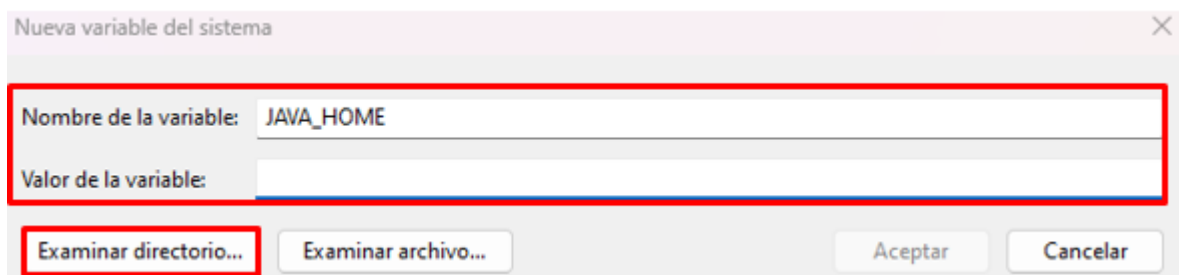 Nueva variable del sistema
Nombre de la variable: JAVA_HOME
Valor de la variable:
Examinar directorio... Examinar archivo... Aceptar Cancelar